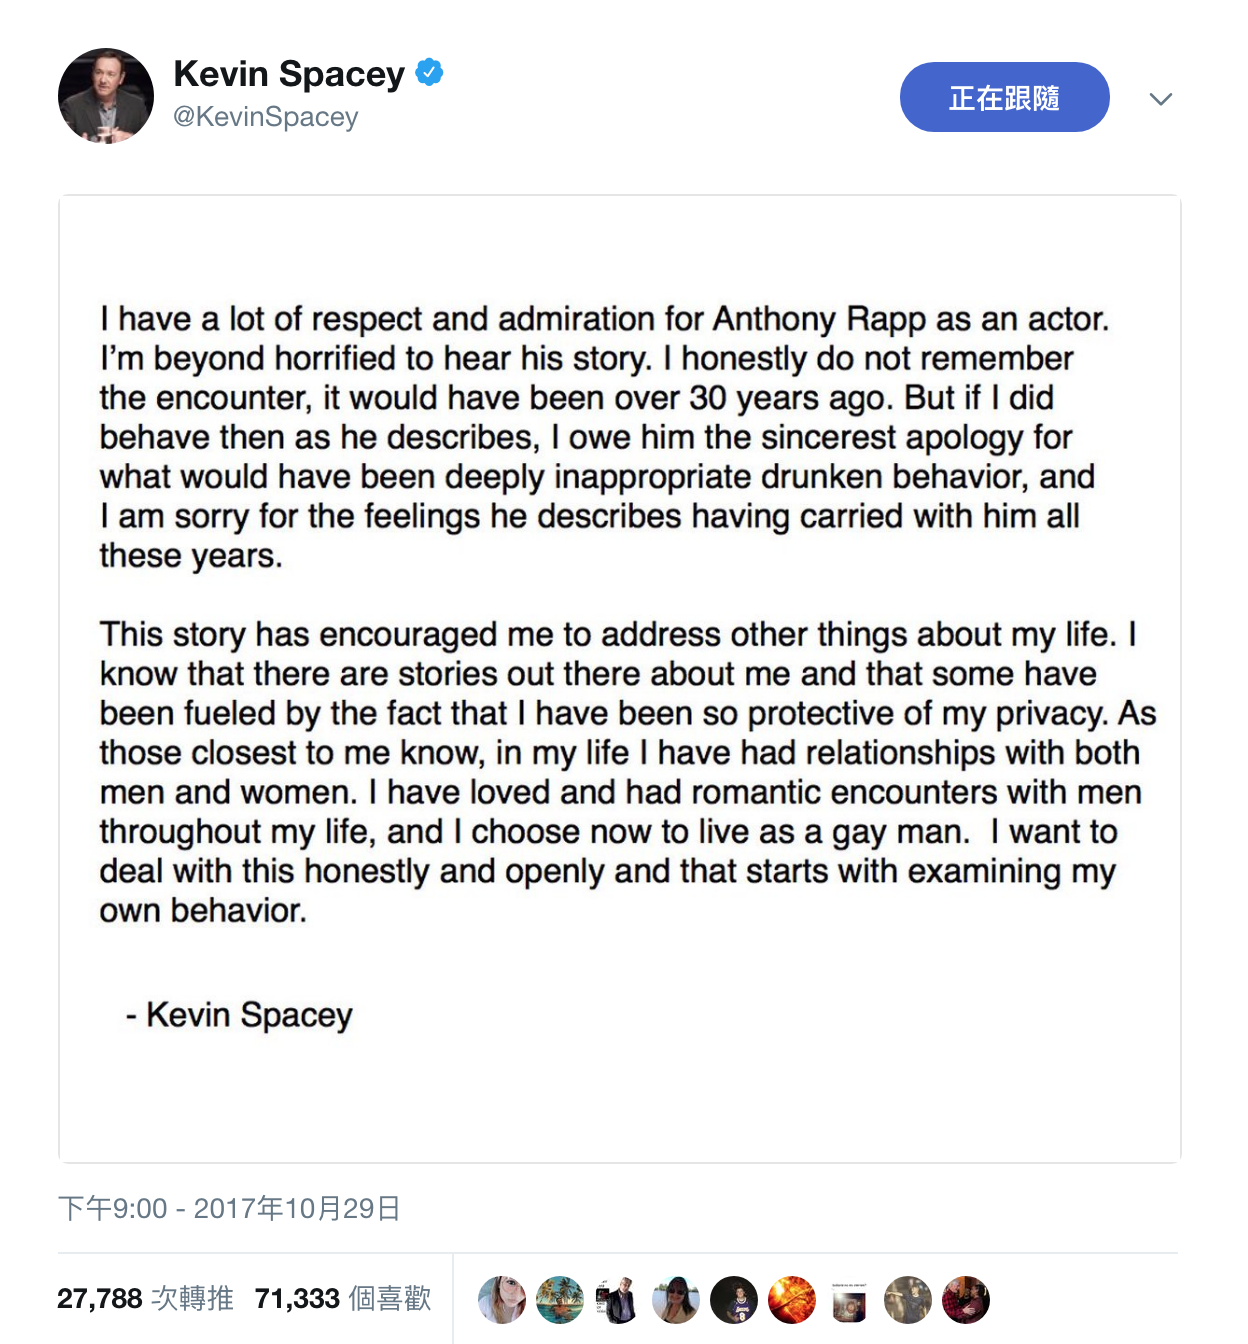 Kevin Spacey
@KevinSpacey
正在跟隨
I have a lot of respect and admiration for Anthony Rapp as an actor.
I’m beyond horrified to hear his story. I honestly do not remember
the encounter, it would have been over 30 years ago. But if I did
behave then as he describes, I owe him the sincerest apology for
what would have been deeply inappropriate drunken behavior, and
I am sorry for the feelings he describes having carried with him all
these years.
This story has encouraged me to address other things about my life. I
know that there are stories out there about me and that some have
been fueled by the fact that I have been so protective of my privacy. As
those closest to me know, in my life I have had relationships with both
men and women. I have loved and had romantic encounters with men
throughout my life, and I choose now to live as a gay man.  I want to
deal with this honestly and openly and that starts with examining my
own behavior.
- Kevin Spacey
下午9:00 - 2017年10月29日
27,788 次轉推 71,333 個喜歡